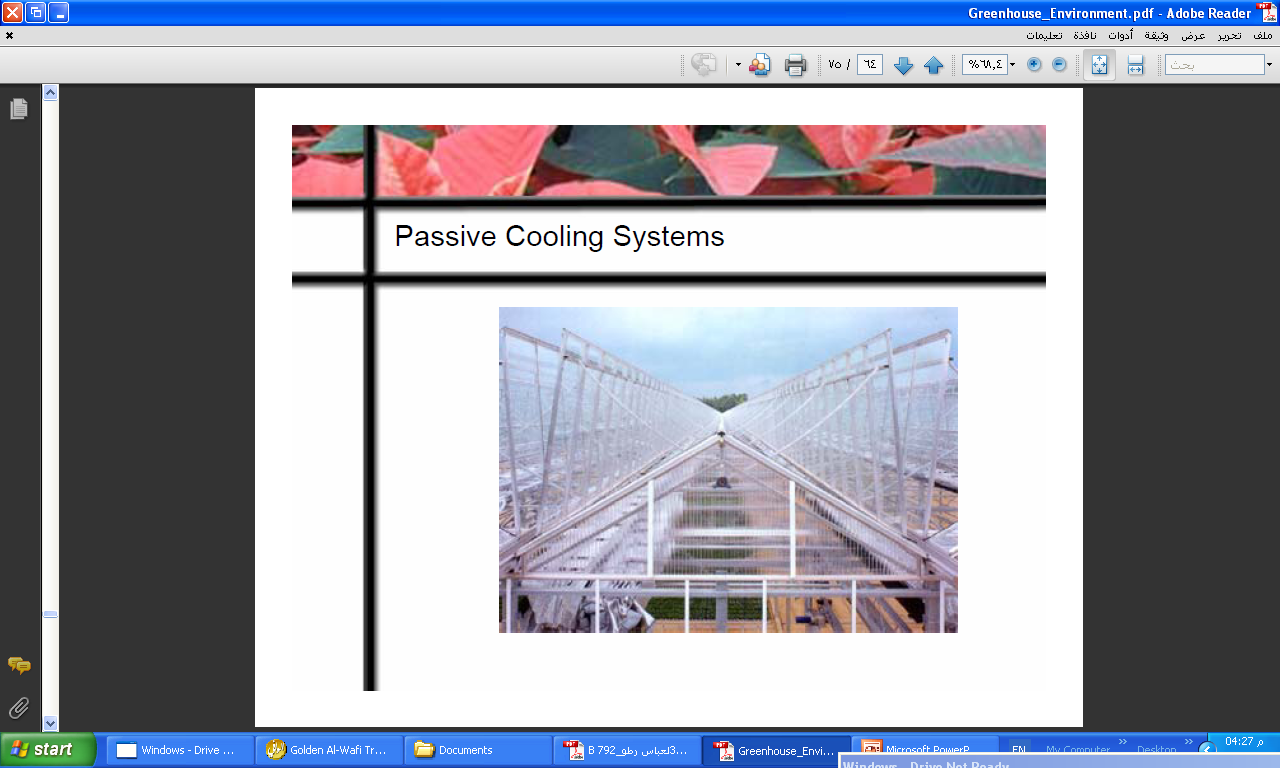 Greenhouse_Environment.pdf - Adobe Reader
ملف تحرير عرض وثيقة أدوات نافذة تعليمات
٧٥ / ٦٤ %٦٨,٤ بحث
Passive Cooling Systems
start Windows - Drive ... Golden Al-Wafi Tr... Documents B 792_لعباس رطو3... Greenhouse_Envi... Microsoft PowerP EN My Computer » Desktop » 04:27 م
Windows - Drive Not Ready